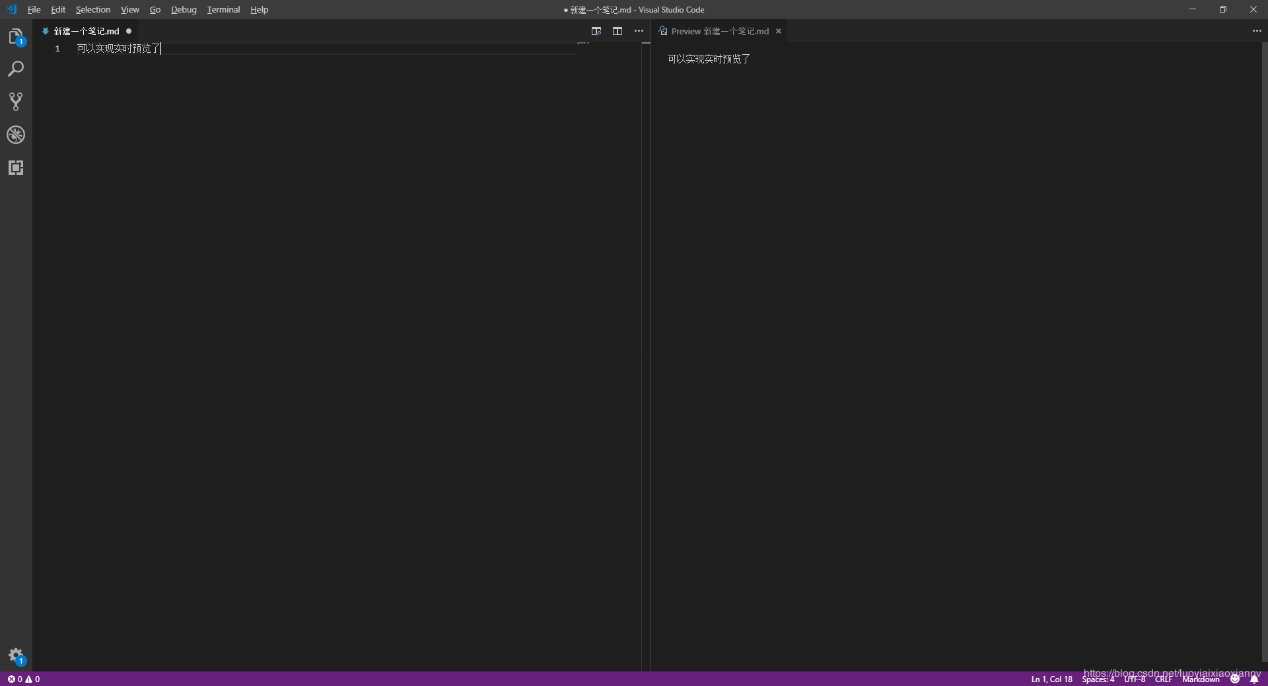 File Edit Selection View Go Debug Terminal Help
● 新建一个笔记.md - Visual Studio Code
新建一个笔记.md ●
Preview 新建一个笔记.md ×
1 可以实现实时预览了
可以实现实时预览了
1
1
0 0
Ln 1, Col 18 Spaces: 4 UTF-8 CRLF Markdown